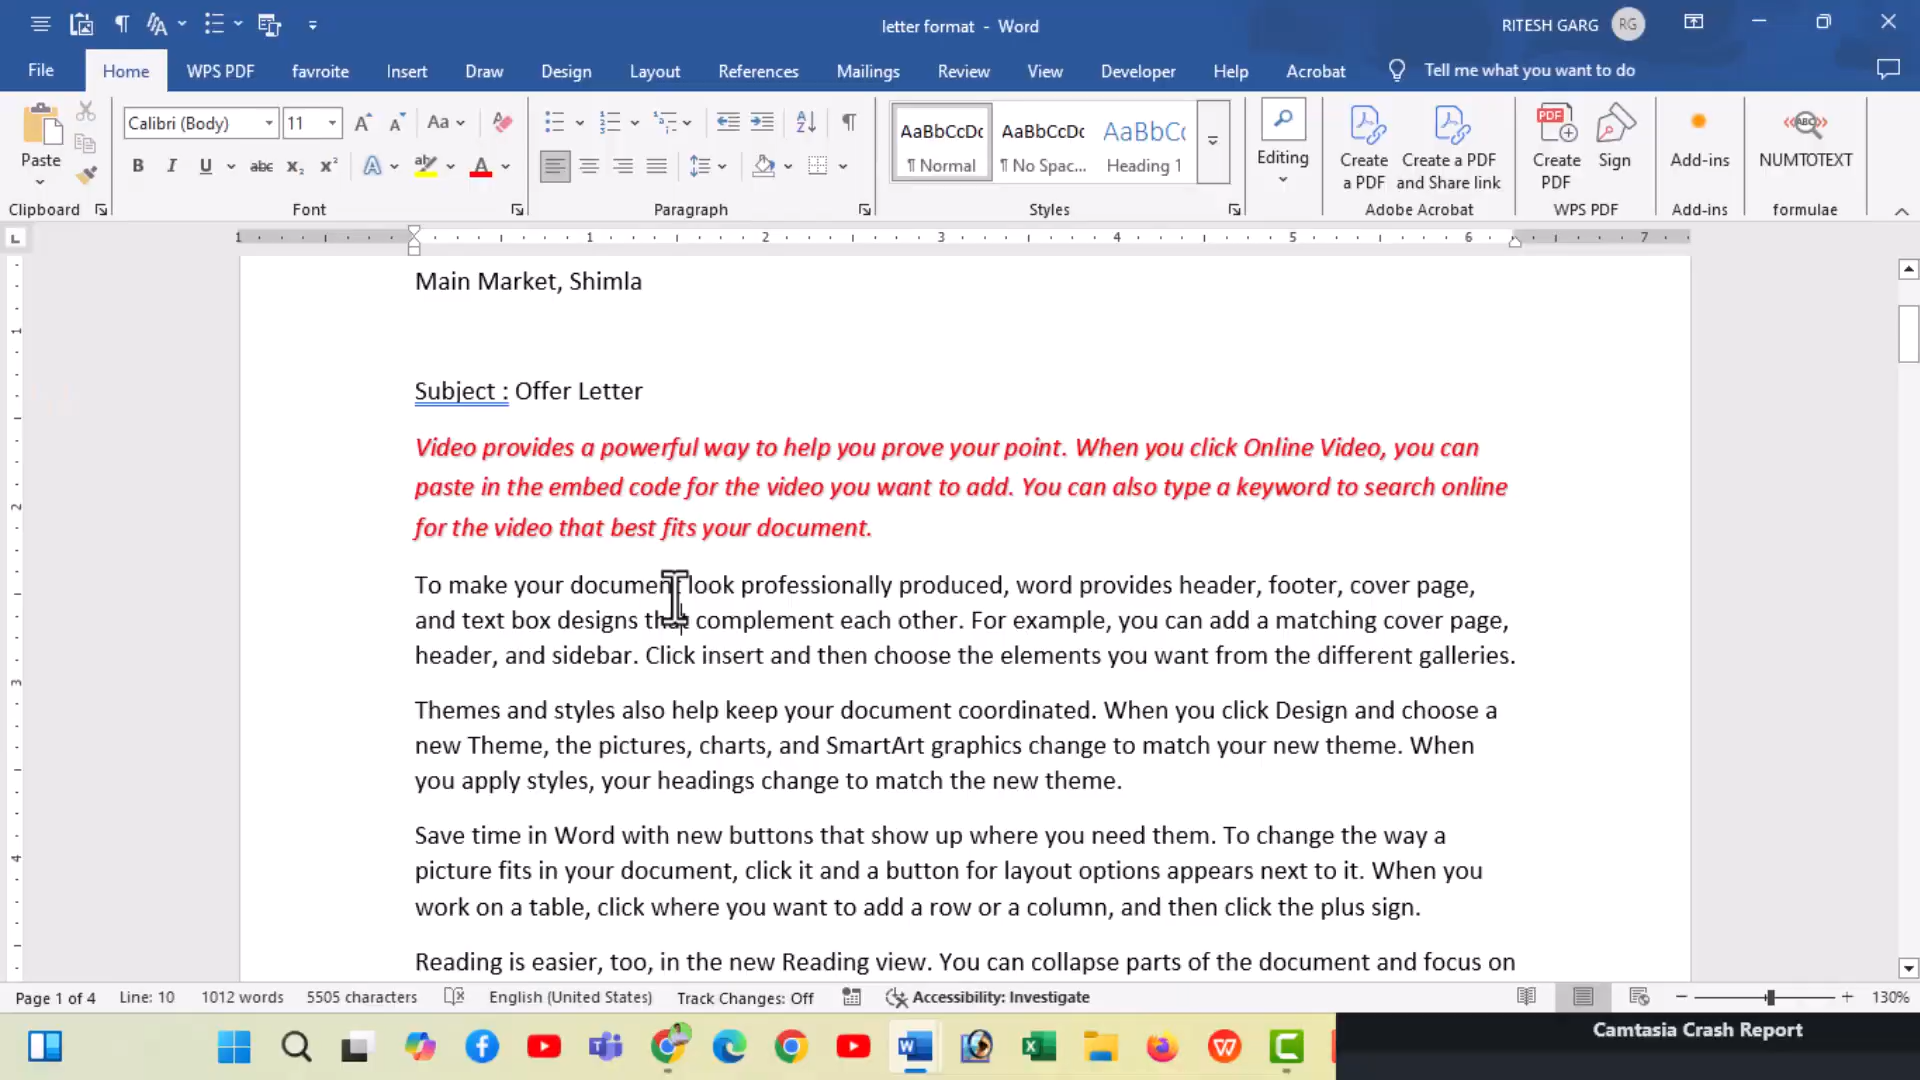 letter format - Word
RITESH GARG RG
File Home WPS PDF favroite Insert Draw Design Layout References Mailings Review View Developer Help Acrobat Tell me what you want to do
Paste
Clipboard
Calibri (Body) 11
Font
Paragraph
AaBbCcDc AaBbCcDc AaBbC
¶ Normal ¶ No Spac... Heading 1
Styles
Editing
Create a PDF
Create a PDF and Share link
Adobe Acrobat
Create PDF
Sign
WPS PDF
Add-ins
Add-ins
NUMTOTEXT
formulae
1 1 2 3 4 5 6 7
Main Market, Shimla
Subject : Offer Letter
Video provides a powerful way to help you prove your point. When you click Online Video, you can
paste in the embed code for the video you want to add. You can also type a keyword to search online
for the video that best fits your document.
To make your document look professionally produced, word provides header, footer, cover page,
and text box designs that complement each other. For example, you can add a matching cover page,
header, and sidebar. Click insert and then choose the elements you want from the different galleries.
Themes and styles also help keep your document coordinated. When you click Design and choose a
new Theme, the pictures, charts, and SmartArt graphics change to match your new theme. When
you apply styles, your headings change to match the new theme.
Save time in Word with new buttons that show up where you need them. To change the way a
picture fits in your document, click it and a button for layout options appears next to it. When you
work on a table, click where you want to add a row or a column, and then click the plus sign.
Reading is easier, too, in the new Reading view. You can collapse parts of the document and focus on
Page 1 of 4 Line: 10 1012 words 5505 characters English (United States) Track Changes: Off Accessibility: Investigate 130%
Camtasia Crash Report